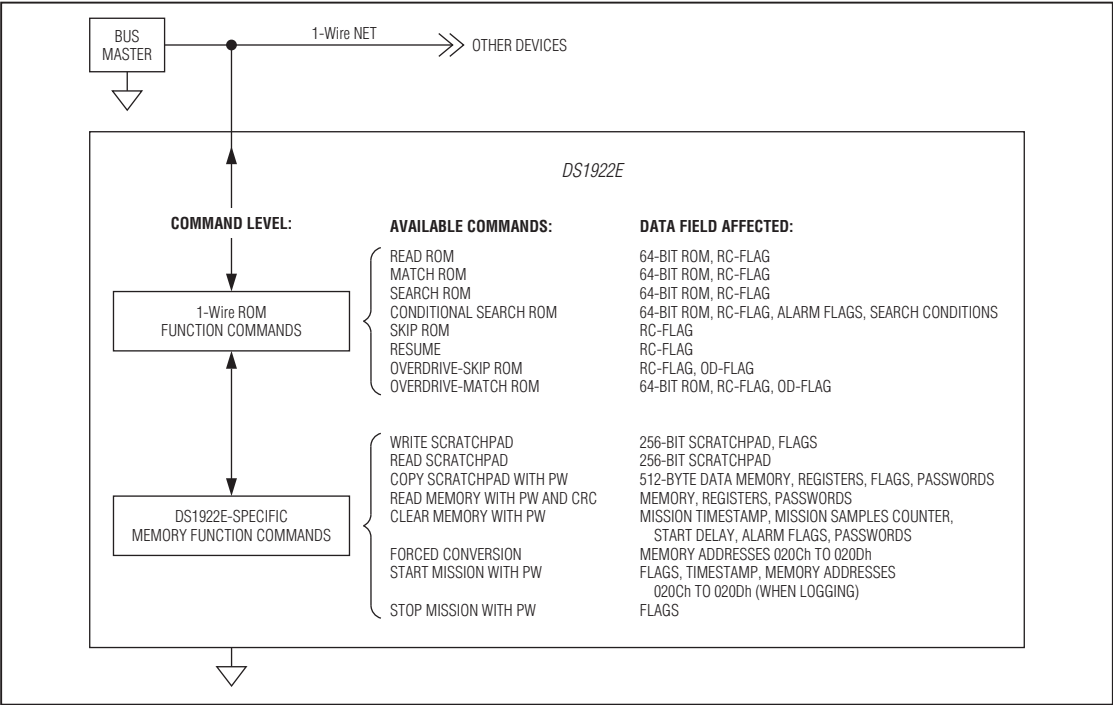 BUS
MASTER
1-Wire NET
OTHER DEVICES
DS1922E
COMMAND LEVEL:
AVAILABLE COMMANDS:
DATA FIELD AFFECTED:
1-Wire ROM
FUNCTION COMMANDS
READ ROM 64-BIT ROM, RC-FLAG
MATCH ROM 64-BIT ROM, RC-FLAG
SEARCH ROM 64-BIT ROM, RC-FLAG
CONDITIONAL SEARCH ROM 64-BIT ROM, RC-FLAG, ALARM FLAGS, SEARCH CONDITIONS
SKIP ROM RC-FLAG
RESUME RC-FLAG
OVERDRIVE-SKIP ROM RC-FLAG, OD-FLAG
OVERDRIVE-MATCH ROM 64-BIT ROM, RC-FLAG, OD-FLAG
DS1922E-SPECIFIC
MEMORY FUNCTION COMMANDS
WRITE SCRATCHPAD 256-BIT SCRATCHPAD, FLAGS
READ SCRATCHPAD 256-BIT SCRATCHPAD
COPY SCRATCHPAD WITH PW 512-BYTE DATA MEMORY, REGISTERS, FLAGS, PASSWORDS
READ MEMORY WITH PW AND CRC MEMORY, REGISTERS, PASSWORDS
CLEAR MEMORY WITH PW MISSION TIMESTAMP, MISSION SAMPLES COUNTER,
START DELAY, ALARM FLAGS, PASSWORDS
FORCED CONVERSION MEMORY ADDRESSES 020Ch TO 020Dh
START MISSION WITH PW FLAGS, TIMESTAMP, MEMORY ADDRESSES
020Ch TO 020Dh (WHEN LOGGING)
STOP MISSION WITH PW FLAGS